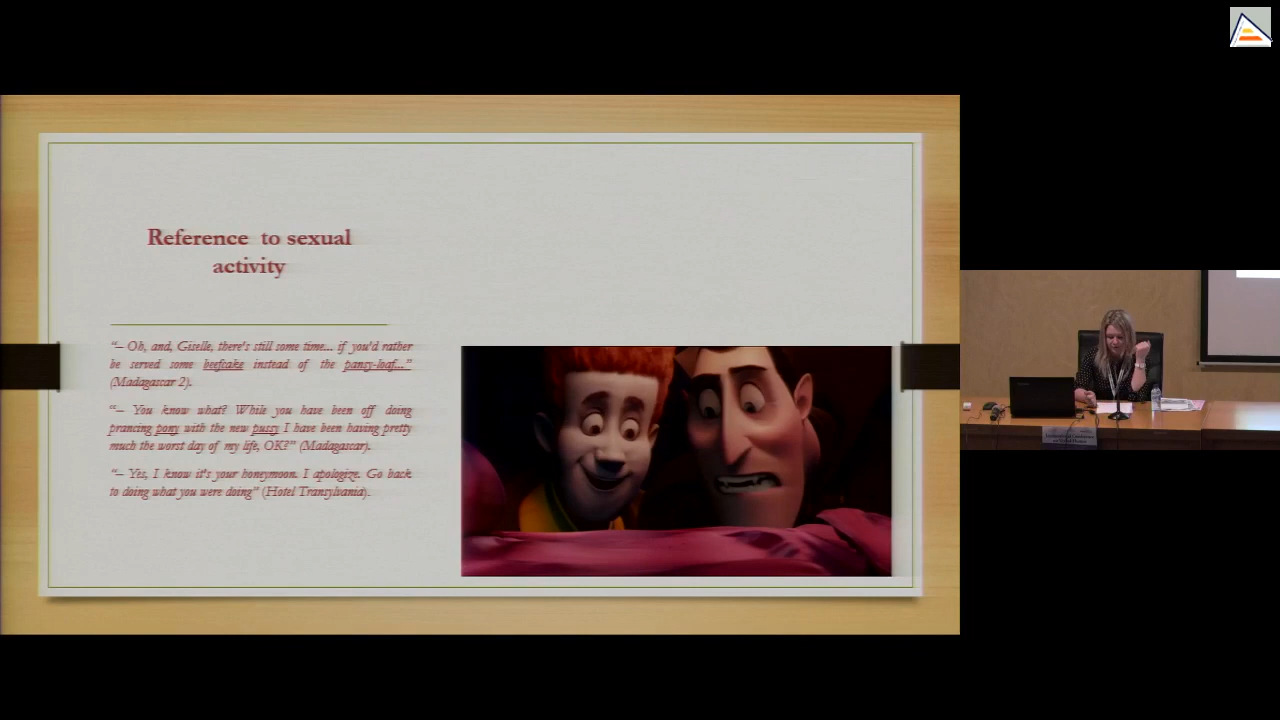 Reference to sexual
activity
“– Oh, and, Giselle, there's still some time... if you'd rather
be served some beefcake instead of the pansy-loaf...”
(Madagascar 2).
“– You know what? While you have been off doing
prancing pony with the new pussy I have been having pretty
much the worst day of my life, OK?” (Madagascar).
“– Yes, I know it's your honeymoon. I apologize. Go back
to doing what you were doing” (Hotel Transylvania).